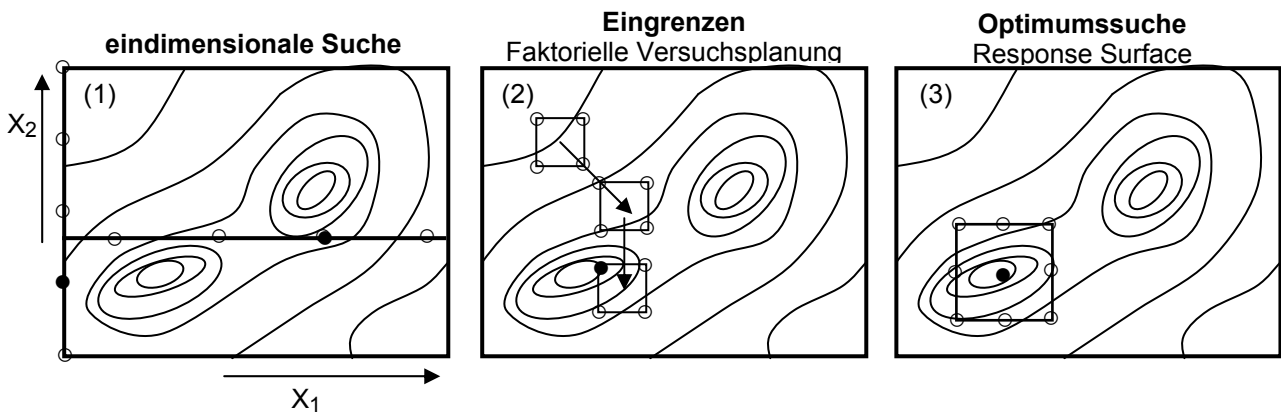 eindimensionale Suche
Eingrenzen
Faktorielle Versuchsplanung
Optimumssuche
Response Surface
(1)
(2)
(3)
X2
X1